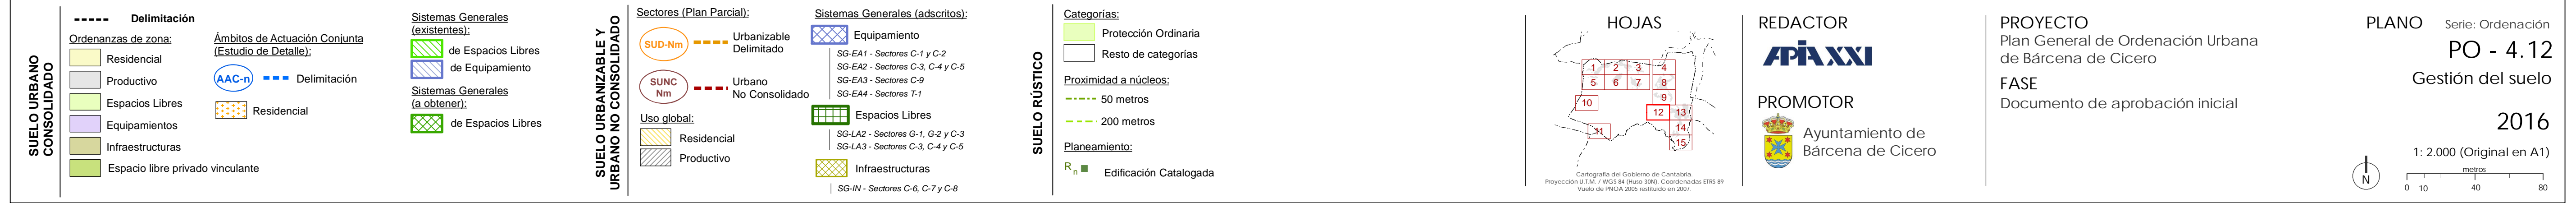 SUELO URBANO
CONSOLIDADO
Delimitación
Ordenanzas de zona:
Residencial
Productivo
Espacios Libres
Equipamientos
Infraestructuras
Espacio libre privado vinculante
Ámbitos de Actuación Conjunta
(Estudio de Detalle):
AAC-n
Delimitación
Residencial
Sistemas Generales
(existentes):
de Espacios Libres
de Equipamiento
Sistemas Generales
(a obtener):
de Espacios Libres
SUELO URBANIZABLE Y
URBANO NO CONSOLIDADO
Sectores (Plan Parcial):
SUD-Nm
Urbanizable
Delimitado
SUNC
Nm
Urbano
No Consolidado
Uso global:
Residencial
Productivo
Sistemas Generales (adscritos):
Equipamiento
SG-EA1 - Sectores C-1 y C-2
SG-EA2 - Sectores C-3, C-4 y C-5
SG-EA3 - Sectores C-9
SG-EA4 - Sectores T-1
Espacios Libres
SG-LA2 - Sectores G-1, G-2 y C-3
SG-LA3 - Sectores C-3, C-4 y C-5
Infraestructuras
SG-IN - Sectores C-6, C-7 y C-8
SUELO RÚSTICO
Categorías:
Protección Ordinaria
Resto de categorías
Proximidad a núcleos:
50 metros
200 metros
Planeamiento:
Rn
Edificación Catalogada
HOJAS
1 2 3 4
5 6 7 8
9
10
12 13
11
14
15
Cartografía del Gobierno de Cantabria.
Proyección U.T.M. / WGS 84 (Huso 30N). Coordenadas ETRS 89
Vuelo de PNOA 2005 restituido en 2007.
REDACTOR
APIA XXI
PROMOTOR
Ayuntamiento de
Bárcena de Cicero
PROYECTO
Plan General de Ordenación Urbana
de Bárcena de Cicero
FASE
Documento de aprobación inicial
PLANO
Serie: Ordenación
PO - 4.12
Gestión del suelo
2016
1: 2.000 (Original en A1)
N
metros
0 10 40 80